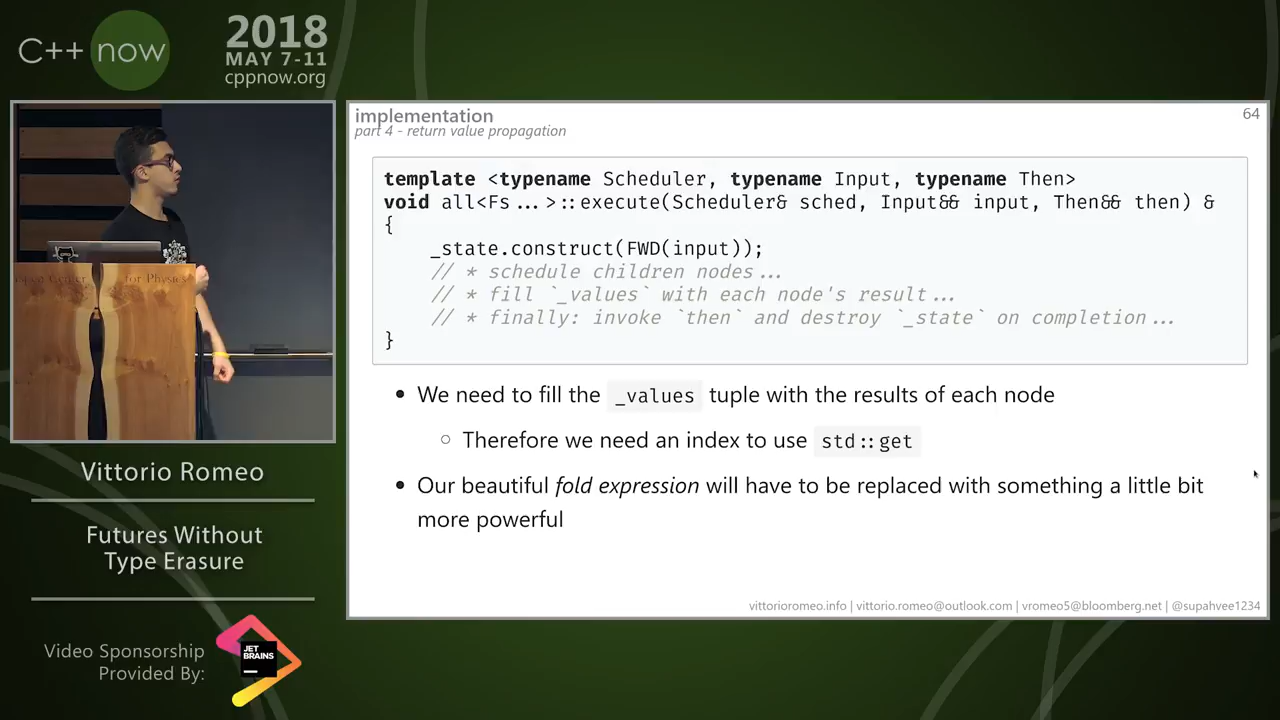 C++ now
2018
MAY 7-11
cppnow.org
implementation
part 4 - return value propagation
64
template <typename Scheduler, typename Input, typename Then>
void all<Fs...>::execute(Scheduler& sched, Input&& input, Then&& then) &
{
_state.construct(FWD(input));
// * schedule children nodes...
// * fill `_values` with each node's result...
// * finally: invoke `then` and destroy `_state` on completion...
}
• We need to fill the _values tuple with the results of each node
○ Therefore we need an index to use std::get
• Our beautiful fold expression will have to be replaced with something a little bit
more powerful
vittorioromeo.info | vittorio.romeo@outlook.com | vromeo5@bloomberg.net | @supahvee1234
for Physics
Vittorio Romeo
Futures Without
Type Erasure
Video Sponsorship
Provided By:
JET
BRAINS